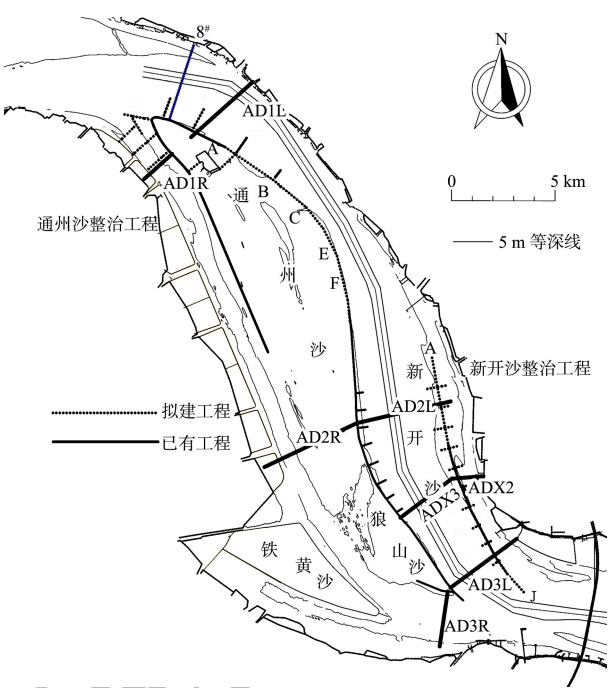 8#
N
AD1L
A
AD1R
0 5 km
通 B
C
通州沙整治工程
5 m 等深线
E
州
F
沙
A
新
新开沙整治工程
拟建工程
AD2L
已有工程
AD2R
开
沙
ADX3
ADX2
狼
铁
山
黄
沙
沙
AD3L
J
AD3R